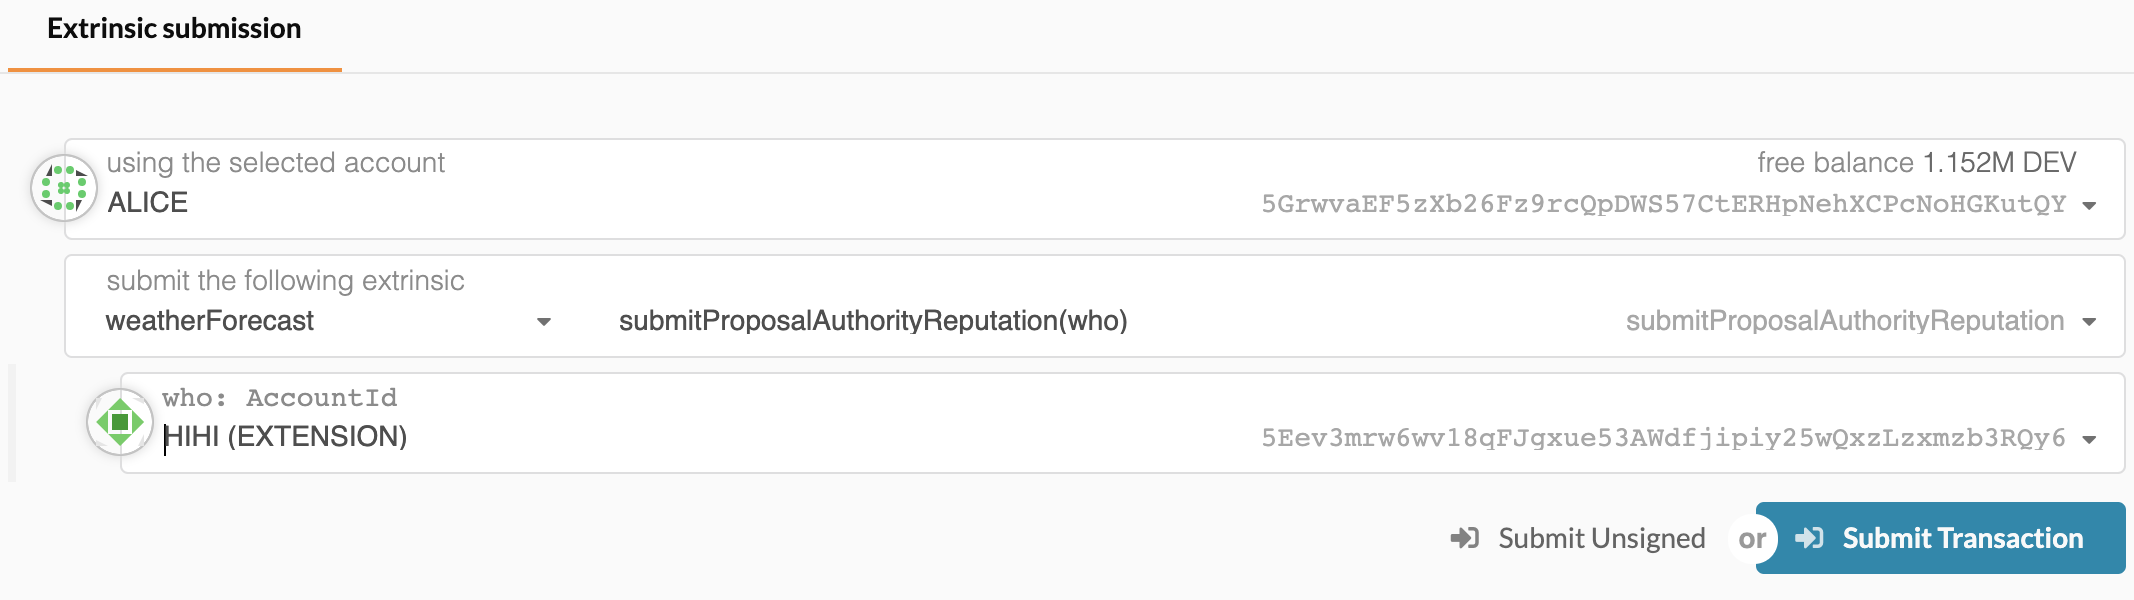 Extrinsic submission
using the selected account
free balance 1.152M DEV
ALICE
5GrwvaEF5zXb26Fz9rcQpDWS57CtERHpNehXCPcNoHGKutQY
submit the following extrinsic
weatherForecast
submitProposalAuthorityReputation(who)
submitProposalAuthorityReputation
who: AccountId
HIHI (EXTENSION)
5Eev3mrw6wv18qFJgxue53AWdfjipiy25wQxzLzxmzb3RQy6
Submit Unsigned
or
Submit Transaction